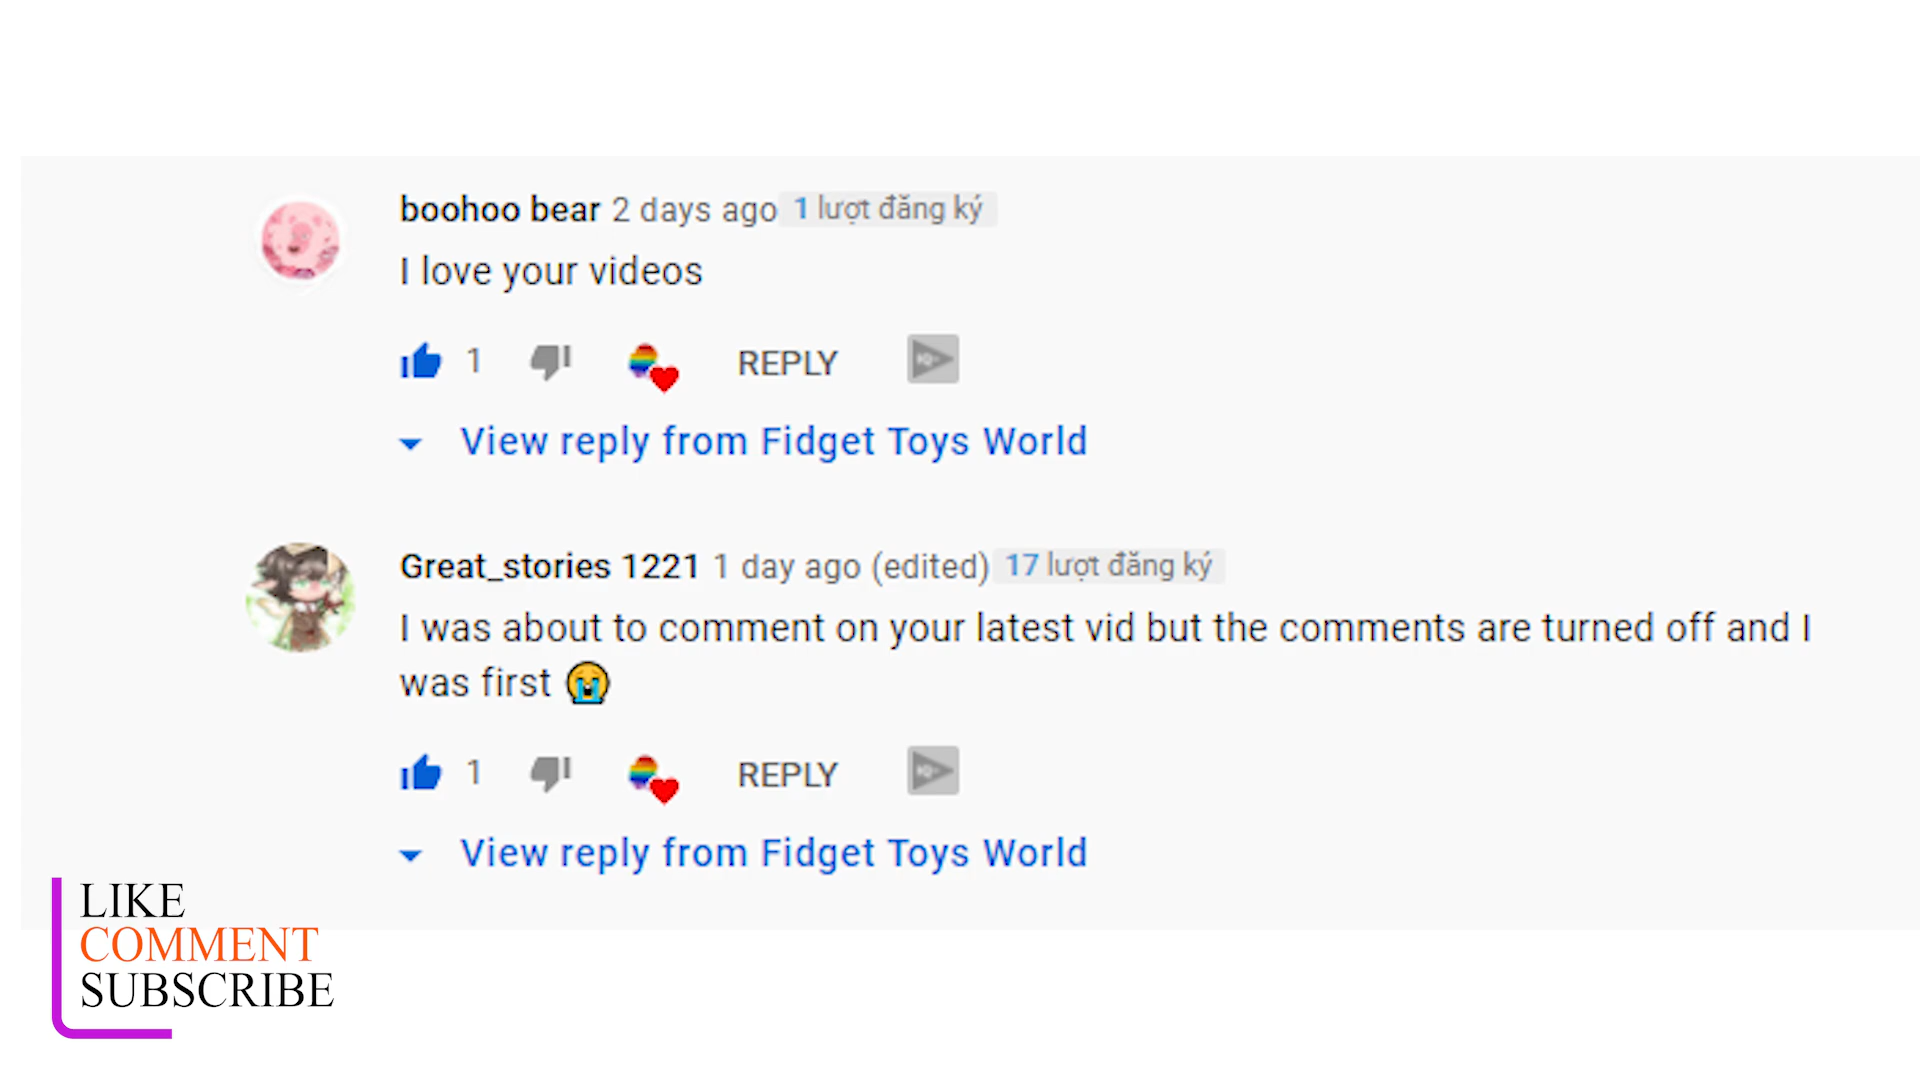 boohoo bear 2 days ago 1 lượt đăng ký
I love your videos
1 REPLY
View reply from Fidget Toys World
Great_stories 1221 1 day ago (edited) 17 lượt đăng ký
I was about to comment on your latest vid but the comments are turned off and I
was first 😭
1 REPLY
View reply from Fidget Toys World
LIKE
COMMENT
SUBSCRIBE